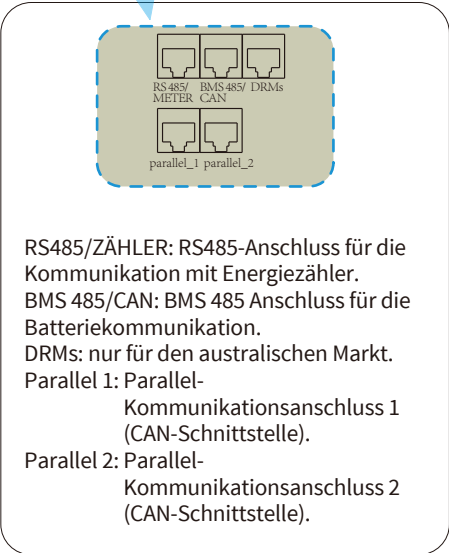 RS 485/ BMS 485/ DRMs
METER CAN
parallel_1 parallel_2
RS485/ZÄHLER: RS485-Anschluss für die
Kommunikation mit Energiezähler.
BMS 485/CAN: BMS 485 Anschluss für die
Batteriekommunikation.
DRMs: nur für den australischen Markt.
Parallel 1: Parallel-
Kommunikationsanschluss 1
(CAN-Schnittstelle).
Parallel 2: Parallel-
Kommunikationsanschluss 2
(CAN-Schnittstelle).